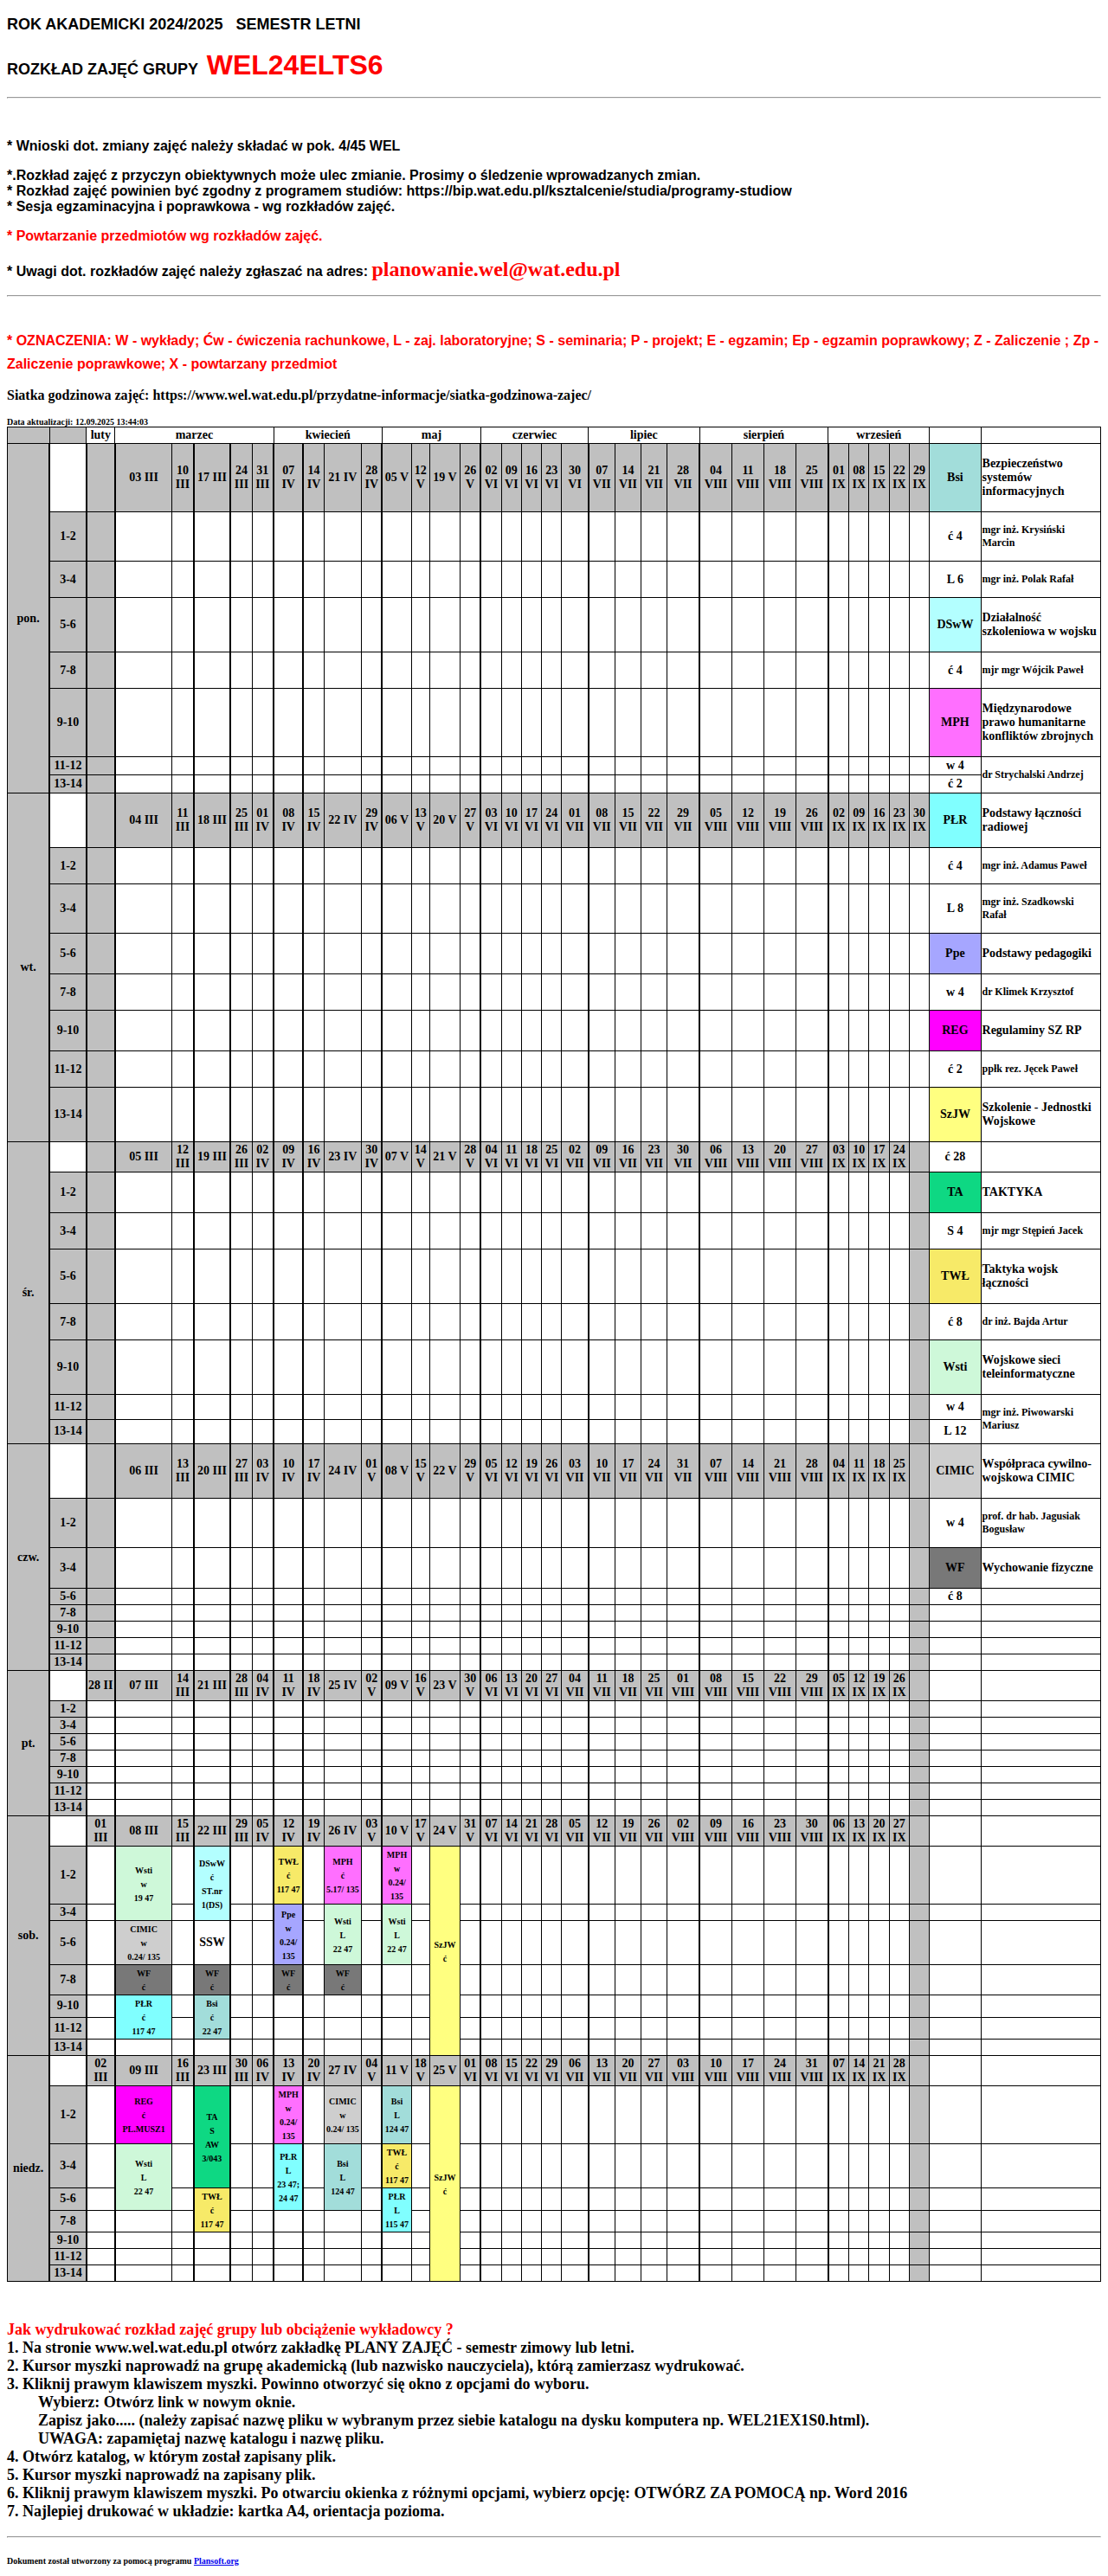 ROK AKADEMICKI 2024/2025 SEMESTR LETNI
ROZKŁAD ZAJĘĆ GRUPY WEL24ELTS6
* Wnioski dot. zmiany zajęć należy składać w pok. 4/45 WEL
*.Rozkład zajęć z przyczyn obiektywnych może ulec zmianie. Prosimy o śledzenie wprowadzanych zmian.
* Rozkład zajęć powinien być zgodny z programem studiów: https://bip.wat.edu.pl/ksztalcenie/studia/programy-studiow
* Sesja egzaminacyjna i poprawkowa - wg rozkładów zajęć.
* Powtarzanie przedmiotów wg rozkładów zajęć.
* Uwagi dot. rozkładów zajęć należy zgłaszać na adres: planowanie.wel@wat.edu.pl
* OZNACZENIA: W - wykłady; Ćw - ćwiczenia rachunkowe, L - zaj. laboratoryjne; S - seminaria; P - projekt; E - egzamin; Ep - egzamin poprawkowy; Z - Zaliczenie ; Zp - Zaliczenie poprawkowe; X - powtarzany przedmiot
Siatka godzinowa zajęć: https://www.wel.wat.edu.pl/przydatne-informacje/siatka-godzinowa-zajec/
Data aktualizacji: 12.09.2025 13:44:03
luty marzec kwiecień maj czerwiec lipiec sierpień wrzesień
pon. 03 III 10 III 17 III 24 III 31 III 07 IV 14 IV 21 IV 28 IV 05 V 12 V 19 V 26 V 02 VI 09 VI 16 VI 23 VI 30 VI 07 VII 14 VII 21 VII 28 VII 04 VIII 11 VIII 18 VIII 25 VIII 01 IX 08 IX 15 IX 22 IX 29 IX Bsi Bezpieczeństwo systemów informacyjnych
1-2 ć 4 mgr inż. Krysiński Marcin
3-4 L 6 mgr inż. Polak Rafał
5-6 DSwW Działalność szkoleniowa w wojsku
7-8 ć 4 mjr mgr Wójcik Paweł
9-10 MPH Międzynarodowe prawo humanitarne konfliktów zbrojnych
11-12 w 4 dr Strychalski Andrzej
13-14 ć 2
wt. 04 III 11 III 18 III 25 III 01 IV 08 IV 15 IV 22 IV 29 IV 06 V 13 V 20 V 27 V 03 VI 10 VI 17 VI 24 VI 01 VII 08 VII 15 VII 22 VII 29 VII 05 VIII 12 VIII 19 VIII 26 VIII 02 IX 09 IX 16 IX 23 IX 30 IX PŁR Podstawy łączności radiowej
1-2 ć 4 mgr inż. Adamus Paweł
3-4 L 8 mgr inż. Szadkowski Rafał
5-6 Ppe Podstawy pedagogiki
7-8 w 4 dr Klimek Krzysztof
9-10 REG Regulaminy SZ RP
11-12 ć 2 ppłk rez. Jęcek Paweł
13-14 SzJW Szkolenie - Jednostki Wojskowe
śr. 05 III 12 III 19 III 26 III 02 IV 09 IV 16 IV 23 IV 30 IV 07 V 14 V 21 V 28 V 04 VI 11 VI 18 VI 25 VI 02 VII 09 VII 16 VII 23 VII 30 VII 06 VIII 13 VIII 20 VIII 27 VIII 03 IX 10 IX 17 IX 24 IX ć 28
1-2 TA TAKTYKA
3-4 S 4 mjr mgr Stępień Jacek
5-6 TWŁ Taktyka wojsk łączności
7-8 ć 8 dr inż. Bajda Artur
9-10 Wsti Wojskowe sieci teleinformatyczne
11-12 w 4 mgr inż. Piwowarski Mariusz
13-14 L 12
czw. 06 III 13 III 20 III 27 III 03 IV 10 IV 17 IV 24 IV 01 V 08 V 15 V 22 V 29 V 05 VI 12 VI 19 VI 26 VI 03 VII 10 VII 17 VII 24 VII 31 VII 07 VIII 14 VIII 21 VIII 28 VIII 04 IX 11 IX 18 IX 25 IX CIMIC Współpraca cywilno-wojskowa CIMIC
1-2 w 4 prof. dr hab. Jagusiak Bogusław
3-4 WF Wychowanie fizyczne
5-6 ć 8
7-8
9-10
11-12
13-14
pt. 28 II 07 III 14 III 21 III 28 III 04 IV 11 IV 18 IV 25 IV 02 V 09 V 16 V 23 V 30 V 06 VI 13 VI 20 VI 27 VI 04 VII 11 VII 18 VII 25 VII 01 VIII 08 VIII 15 VIII 22 VIII 29 VIII 05 IX 12 IX 19 IX 26 IX
1-2
3-4
5-6
7-8
9-10
11-12
13-14
sob. 01 III 08 III 15 III 22 III 29 III 05 IV 12 IV 19 IV 26 IV 03 V 10 V 17 V 24 V 31 V 07 VI 14 VI 21 VI 28 VI 05 VII 12 VII 19 VII 26 VII 02 VIII 09 VIII 16 VIII 23 VIII 30 VIII 06 IX 13 IX 20 IX 27 IX
1-2 Wsti w 19 47 DSwW ć ST.nr 1(DS) TWŁ ć 117 47 MPH ć 5.17/ 135 MPH w 0.24/ 135 SzJW ć
3-4 Ppe w 0.24/ 135 Wsti L 22 47 Wsti L 22 47
5-6 CIMIC w 0.24/ 135 SSW
7-8 WF ć WF ć WF ć WF ć
9-10 PŁR ć 117 47 Bsi ć 22 47
11-12
13-14
niedz. 02 III 09 III 16 III 23 III 30 III 06 IV 13 IV 20 IV 27 IV 04 V 11 V 18 V 25 V 01 VI 08 VI 15 VI 22 VI 29 VI 06 VII 13 VII 20 VII 27 VII 03 VIII 10 VIII 17 VIII 24 VIII 31 VIII 07 IX 14 IX 21 IX 28 IX
1-2 REG ć PL.MUSZ1 TA S AW 3/043 MPH w 0.24/ 135 CIMIC w 0.24/ 135 Bsi L 124 47 SzJW ć
3-4 Wsti L 22 47 PŁR L 23 47; 24 47 Bsi L 124 47 TWŁ ć 117 47
5-6 TWŁ ć 117 47 PŁR L 115 47
7-8
9-10
11-12
13-14
Jak wydrukować rozkład zajęć grupy lub obciążenie wykładowcy ?
1. Na stronie www.wel.wat.edu.pl otwórz zakładkę PLANY ZAJĘĆ - semestr zimowy lub letni.
2. Kursor myszki naprowadź na grupę akademicką (lub nazwisko nauczyciela), którą zamierzasz wydrukować.
3. Kliknij prawym klawiszem myszki. Powinno otworzyć się okno z opcjami do wyboru.
Wybierz: Otwórz link w nowym oknie.
Zapisz jako..... (należy zapisać nazwę pliku w wybranym przez siebie katalogu na dysku komputera np. WEL21EX1S0.html).
UWAGA: zapamiętaj nazwę katalogu i nazwę pliku.
4. Otwórz katalog, w którym został zapisany plik.
5. Kursor myszki naprowadź na zapisany plik.
6. Kliknij prawym klawiszem myszki. Po otwarciu okienka z różnymi opcjami, wybierz opcję: OTWÓRZ ZA POMOCĄ np. Word 2016
7. Najlepiej drukować w układzie: kartka A4, orientacja pozioma.
Dokument został utworzony za pomocą programu Plansoft.org